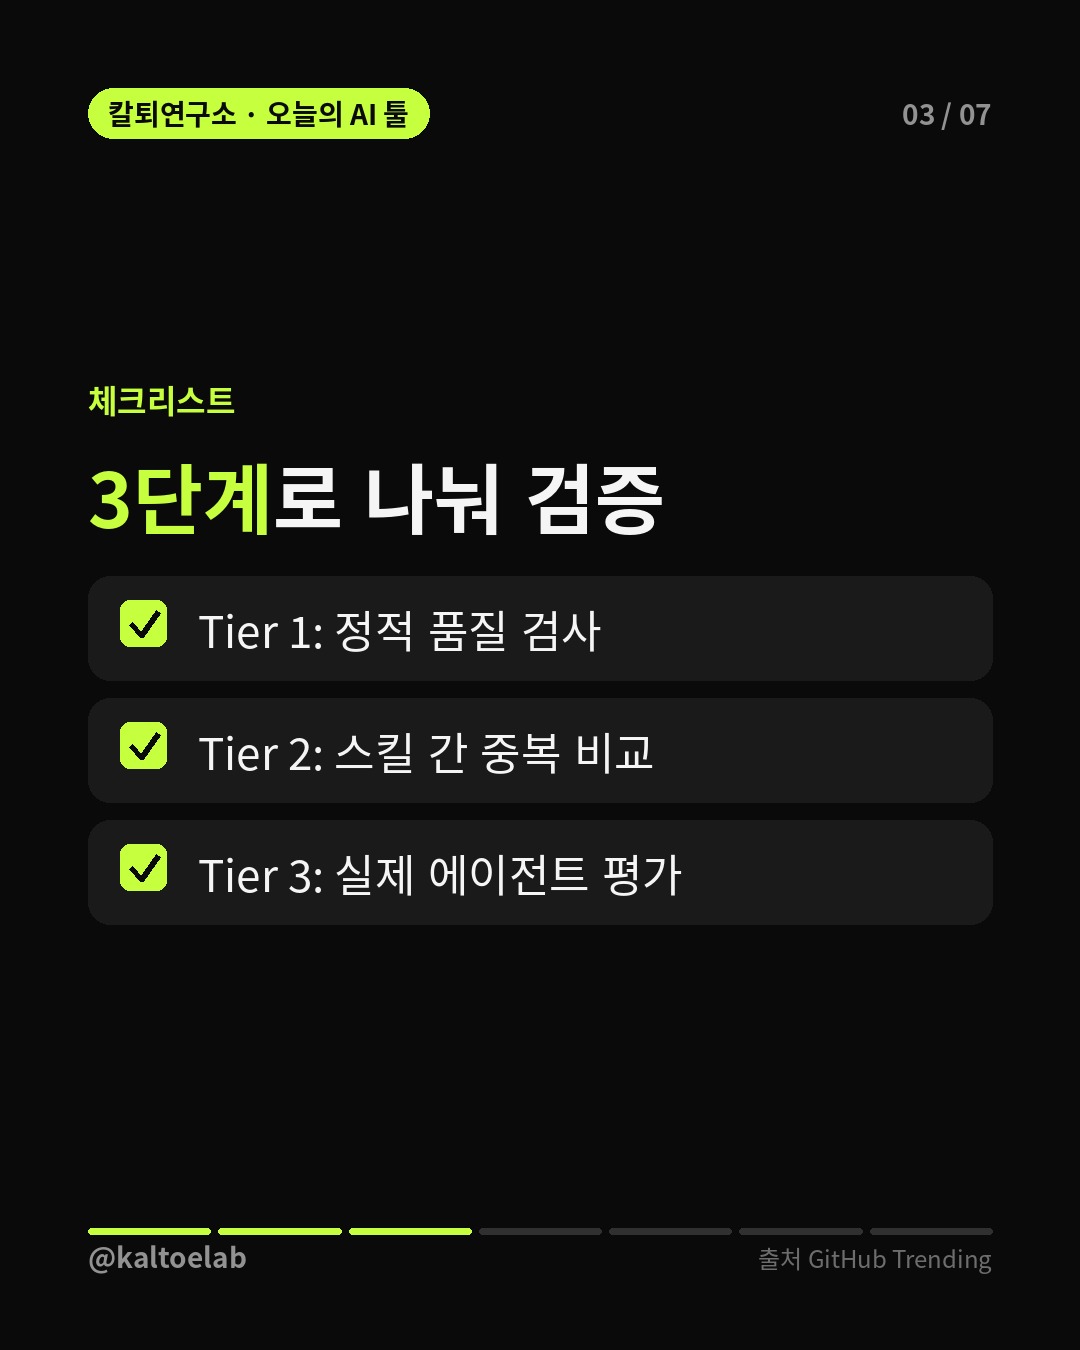 칼퇴연구소 · 오늘의 AI 툴
03 / 07
체크리스트
3단계로 나눠 검증
Tier 1: 정적 품질 검사
Tier 2: 스킬 간 중복 비교
Tier 3: 실제 에이전트 평가
@kaltoelab
출처 GitHub Trending